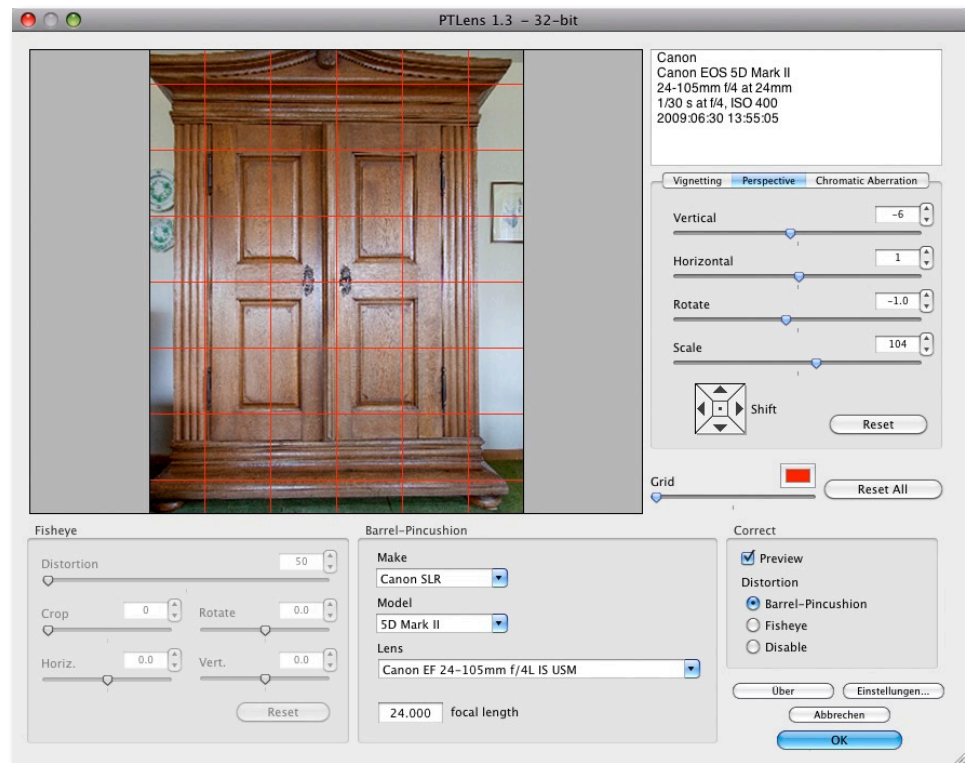 PTLens 1.3 – 32-bit
Canon
Canon EOS 5D Mark II
24-105mm f/4 at 24mm
1/30 s at f/4, ISO 400
2009:06:30 13:55:05
Vignetting Perspective Chromatic Aberration
Vertical -6
Horizontal 1
Rotate -1.0
Scale 104
Shift
Reset
Grid
Reset All
Fisheye
Distortion 50
Crop 0 Rotate 0.0
Horiz. 0.0 Vert. 0.0
Reset
Barrel-Pincushion
Make
Canon SLR
Model
5D Mark II
Lens
Canon EF 24-105mm f/4L IS USM
24.000 focal length
Correct
Preview
Distortion
Barrel-Pincushion
Fisheye
Disable
Über Einstellungen...
Abbrechen
OK